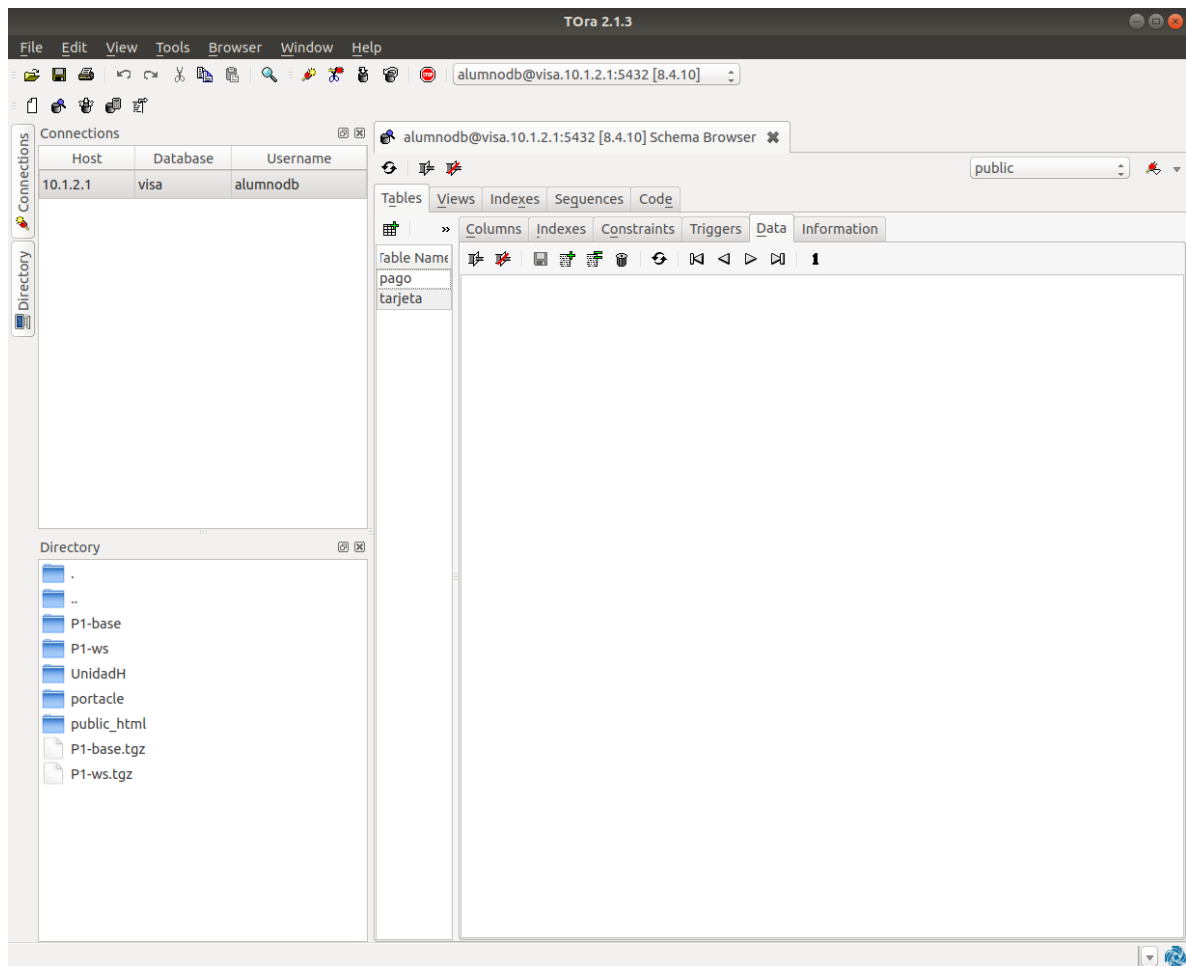 TOra 2.1.3
File Edit View Tools Browser Window Help
STOP alumnodb@visa.10.1.2.1:5432 [8.4.10]
Connections
Directory
Connections
Host Database Username
10.1.2.1 visa alumnodb
Directory
.
..
P1-base
P1-ws
UnidadH
portacle
public_html
P1-base.tgz
P1-ws.tgz
alumnodb@visa.10.1.2.1:5432 [8.4.10] Schema Browser
public
Tables Views Indexes Sequences Code
» Columns Indexes Constraints Triggers Data Information
Table Name
1
pago
tarjeta